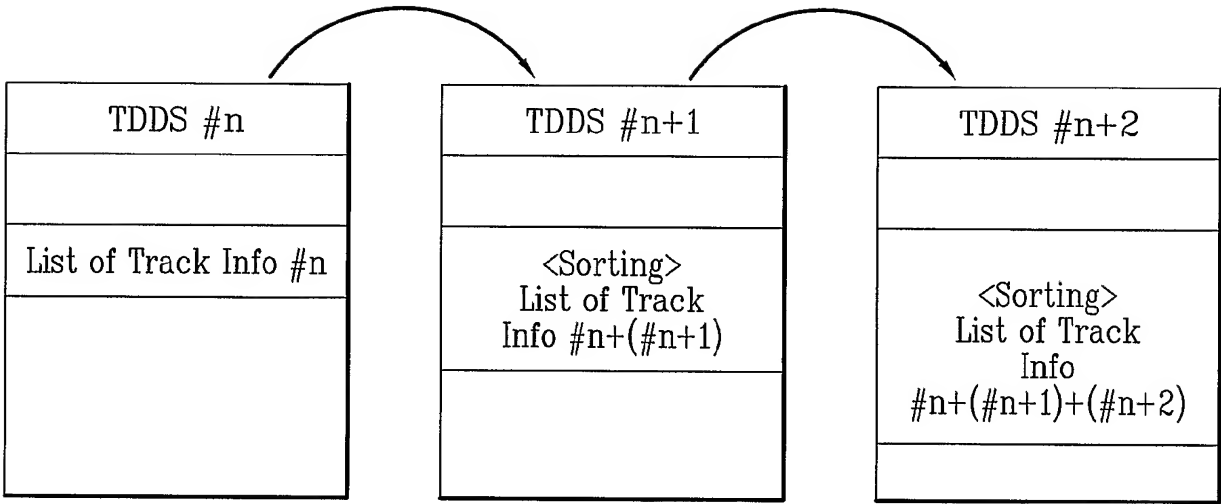 TDDS #n
List of Track Info #n
TDDS #n+1
<Sorting>
List of Track
Info #n+(#n+1)
TDDS #n+2
<Sorting>
List of Track
Info
#n+(#n+1)+(#n+2)